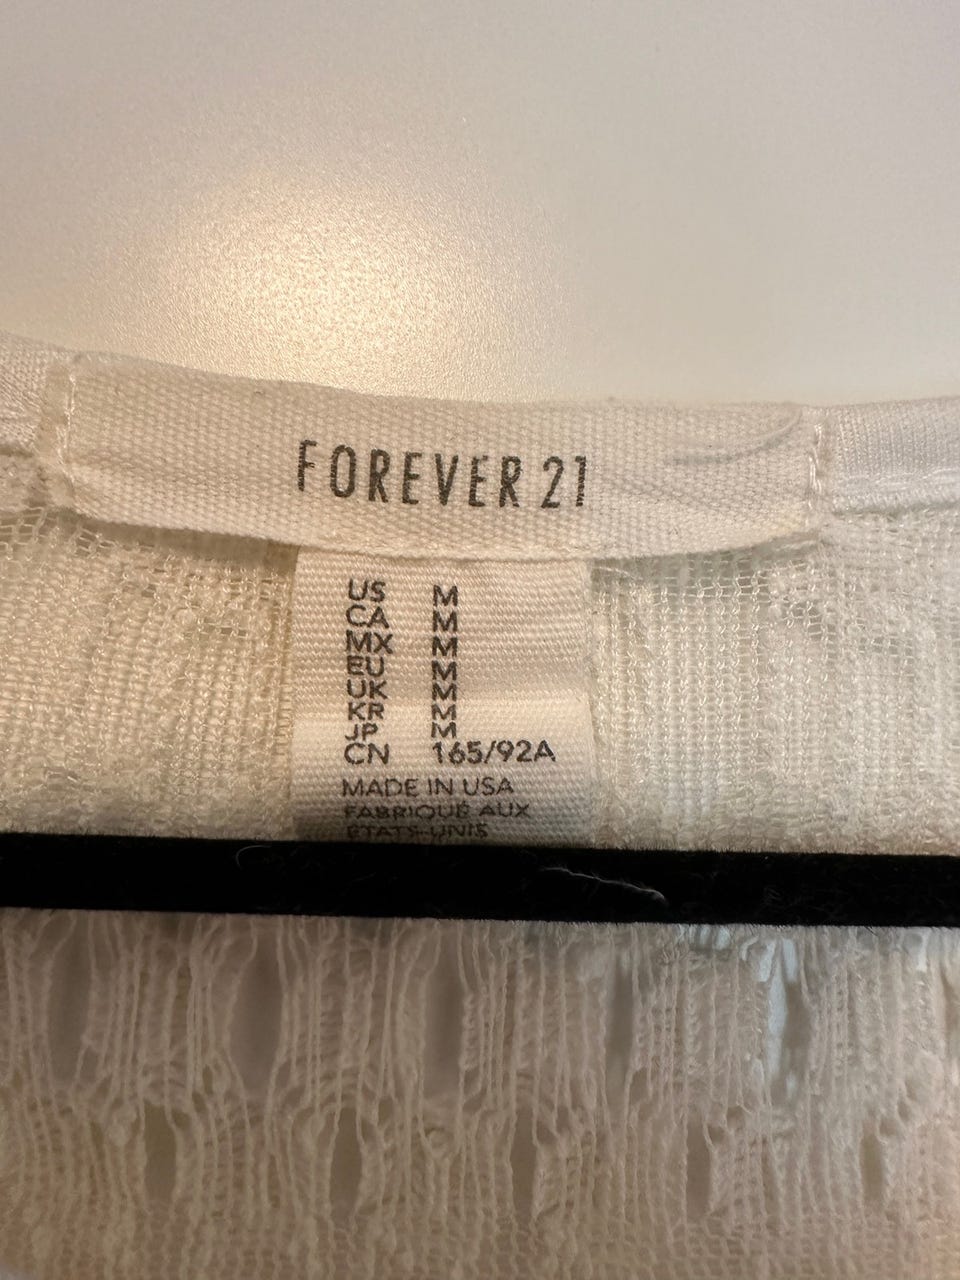 FOREVER 21
US M
CA M
MX M
EU M
UK M
KR M
JP M
CN 165/92A
MADE IN USA
FABRIQUÉ AUX
ÉTATS-UNIS